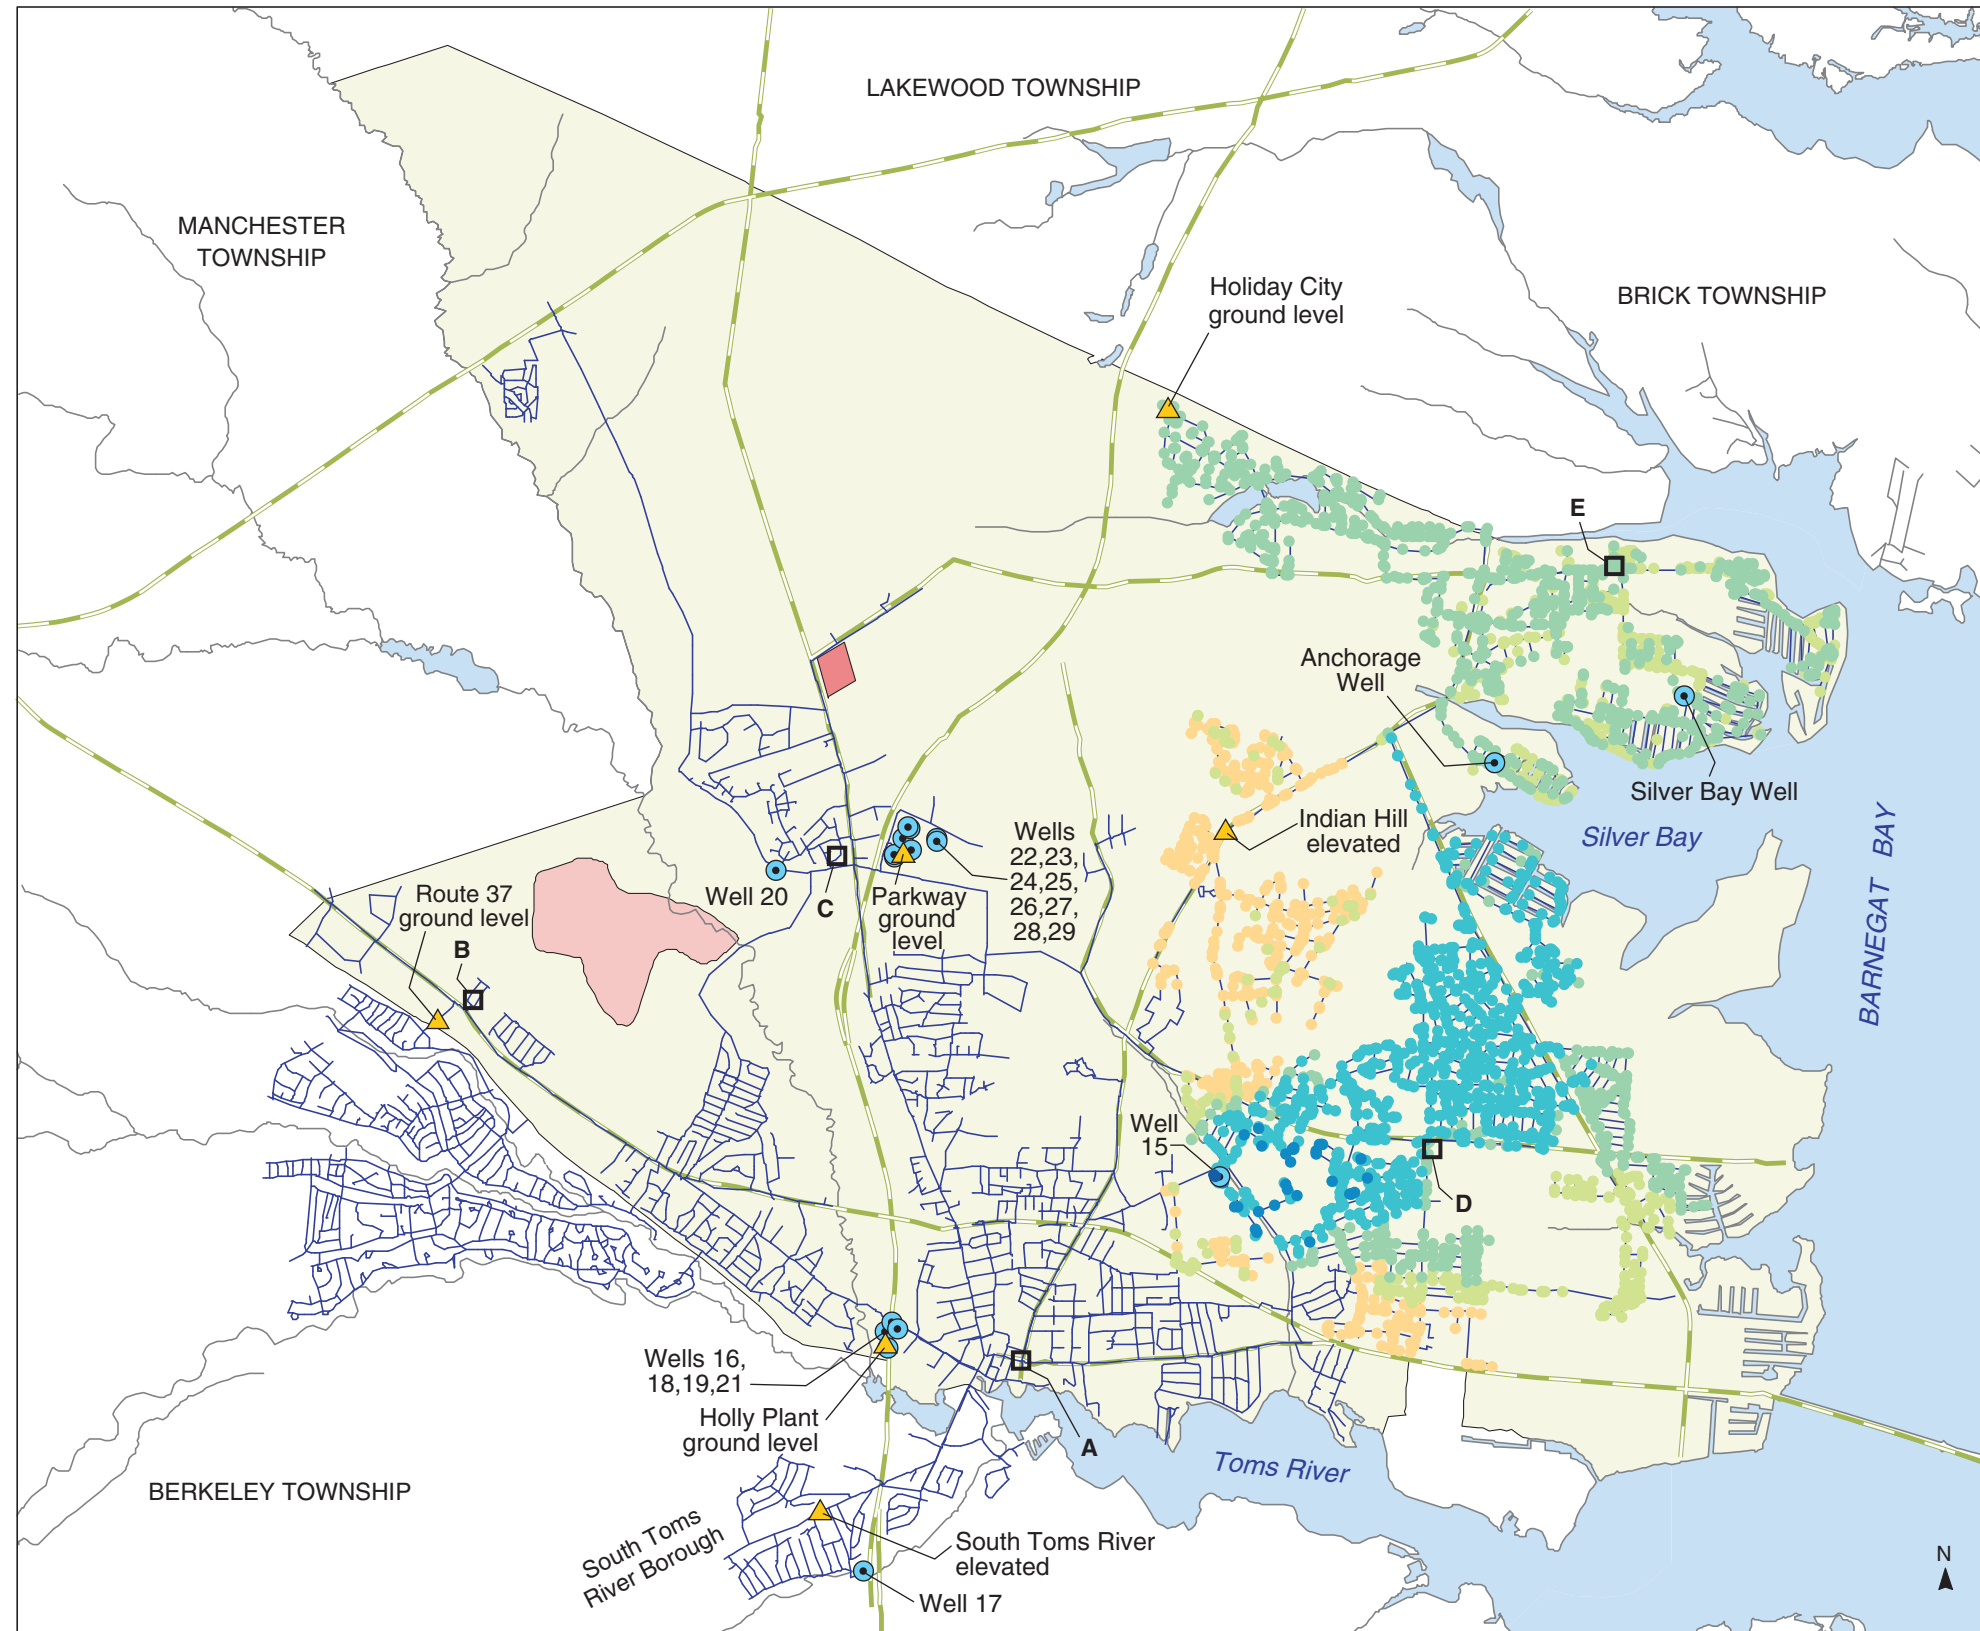 LAKEWOOD TOWNSHIP
MANCHESTER
TOWNSHIP
Holiday City
ground level
BRICK TOWNSHIP
E
Anchorage
Well
Silver Bay Well
Silver Bay
BARNEGAT BAY
Indian Hill
elevated
Wells
22,23,
24,25,
26,27,
28,29
Well 20
C
Parkway
ground
level
Route 37
ground level
B
Well
15
D
Wells 16,
18,19,21
Holly Plant
ground level
A
Toms River
BERKELEY TOWNSHIP
South Toms
River Borough
South Toms River
elevated
Well 17
N